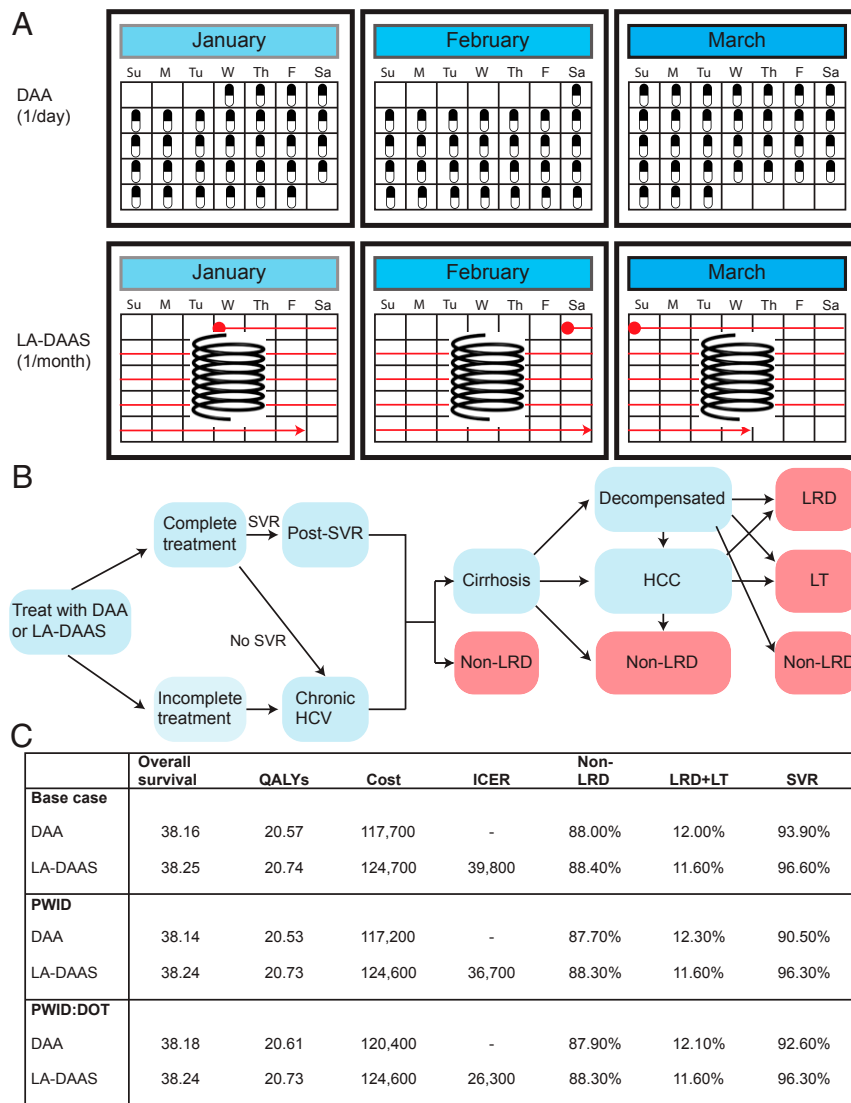 A
January
February
March
Su M Tu W Th F Sa
Su M Tu W Th F Sa
Su M Tu W Th F Sa
DAA
(1/day)
January
February
March
Su M Tu W Th F Sa
Su M Tu W Th F Sa
Su M Tu W Th F Sa
LA-DAAS
(1/month)
B
Treat with DAA
or LA-DAAS
Complete
treatment
SVR
Post-SVR
No SVR
Incomplete
treatment
Chronic
HCV
Cirrhosis
Non-LRD
Decompensated
HCC
Non-LRD
LRD
LT
Non-LRD
C
Overall survival QALYs Cost ICER Non-LRD LRD+LT SVR
Base case
DAA 38.16 20.57 117,700 - 88.00% 12.00% 93.90%
LA-DAAS 38.25 20.74 124,700 39,800 88.40% 11.60% 96.60%
PWID
DAA 38.14 20.53 117,200 - 87.70% 12.30% 90.50%
LA-DAAS 38.24 20.73 124,600 36,700 88.30% 11.60% 96.30%
PWID:DOT
DAA 38.18 20.61 120,400 - 87.90% 12.10% 92.60%
LA-DAAS 38.24 20.73 124,600 26,300 88.30% 11.60% 96.30%